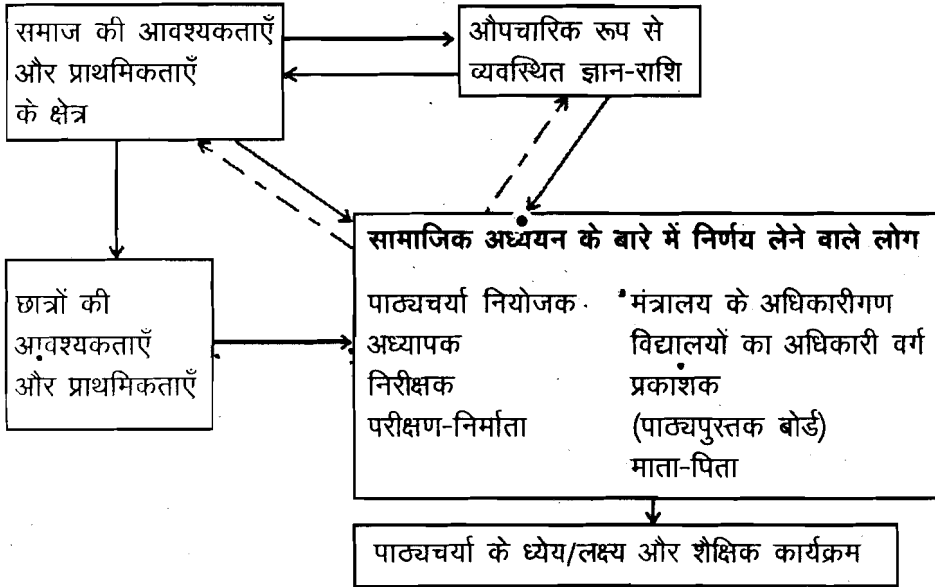 समाज की आवश्यकताएँ
और प्राथमिकताएँ
के क्षेत्र
औपचारिक रूप से
व्यवस्थित ज्ञान-राशि
छात्रों की
आवश्यकताएँ
और प्राथमिकताएँ
सामाजिक अध्ययन के बारे में निर्णय लेने वाले लोग
पाठ्यचर्या नियोजक
अध्यापक
निरीक्षक
परीक्षण-निर्माता
मंत्रालय के अधिकारीगण
विद्यालयों का अधिकारी वर्ग
प्रकाशक
(पाठ्यपुस्तक बोर्ड)
माता-पिता
पाठ्यचर्या के ध्येय/लक्ष्य और शैक्षिक कार्यक्रम